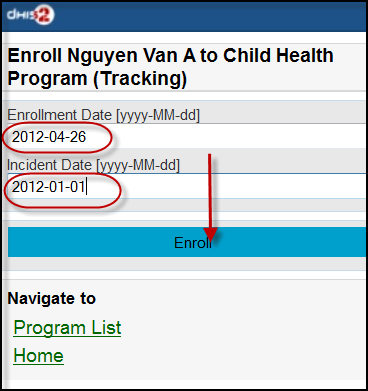 dhis2
Enroll Nguyen Van A to Child Health
Program (Tracking)
Enrollment Date [yyyy-MM-dd]
2012-04-26
Incident Date [yyyy-MM-dd]
2012-01-01
Enroll
Navigate to
Program List
Home